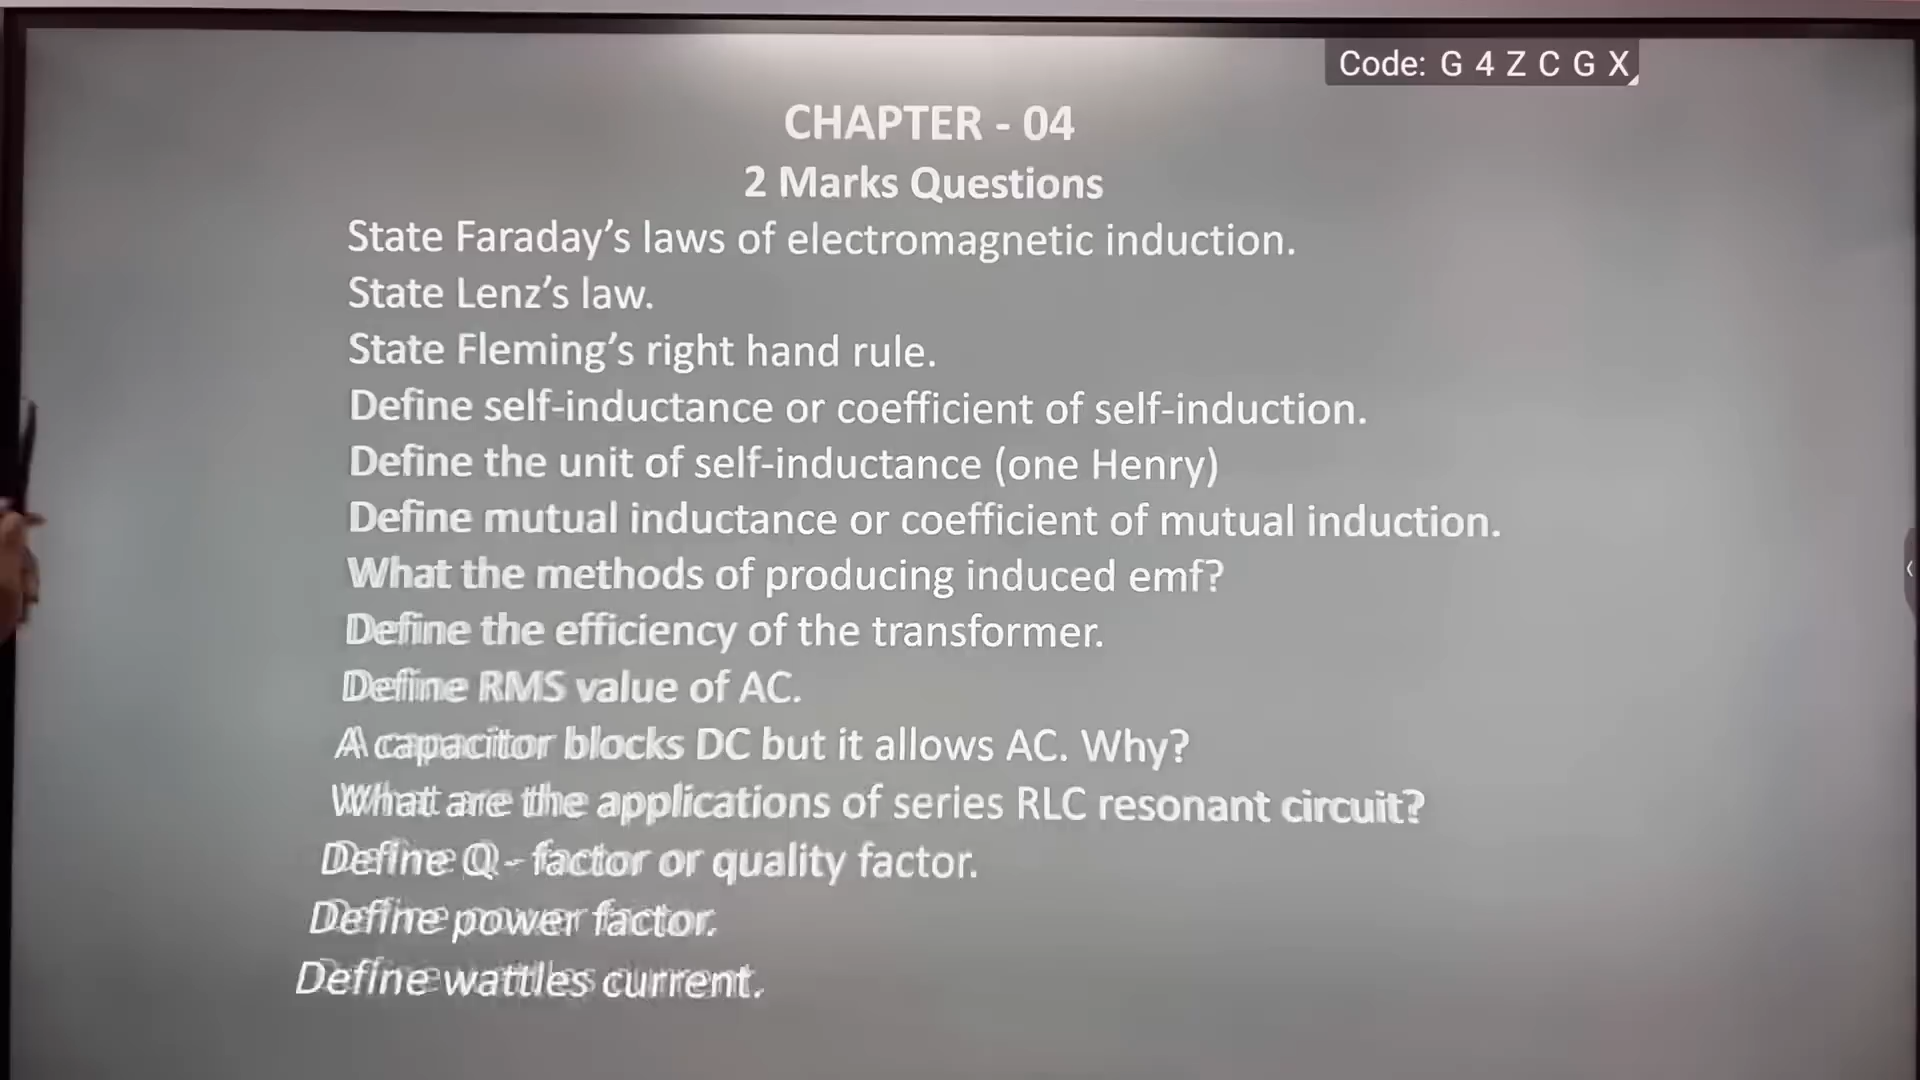 Code: G 4 Z C G X
CHAPTER - 04
2 Marks Questions
State Faraday's laws of electromagnetic induction.
State Lenz's law.
State Fleming's right hand rule.
Define self-inductance or coefficient of self-induction.
Define the unit of self-inductance (one Henry)
Define mutual inductance or coefficient of mutual induction.
What the methods of producing induced emf?
Define the efficiency of the transformer.
Define RMS value of AC.
A capacitor blocks DC but it allows AC. Why?
What are the applications of series RLC resonant circuit?
Define Q - factor or quality factor.
Define power factor.
Define wattles current.